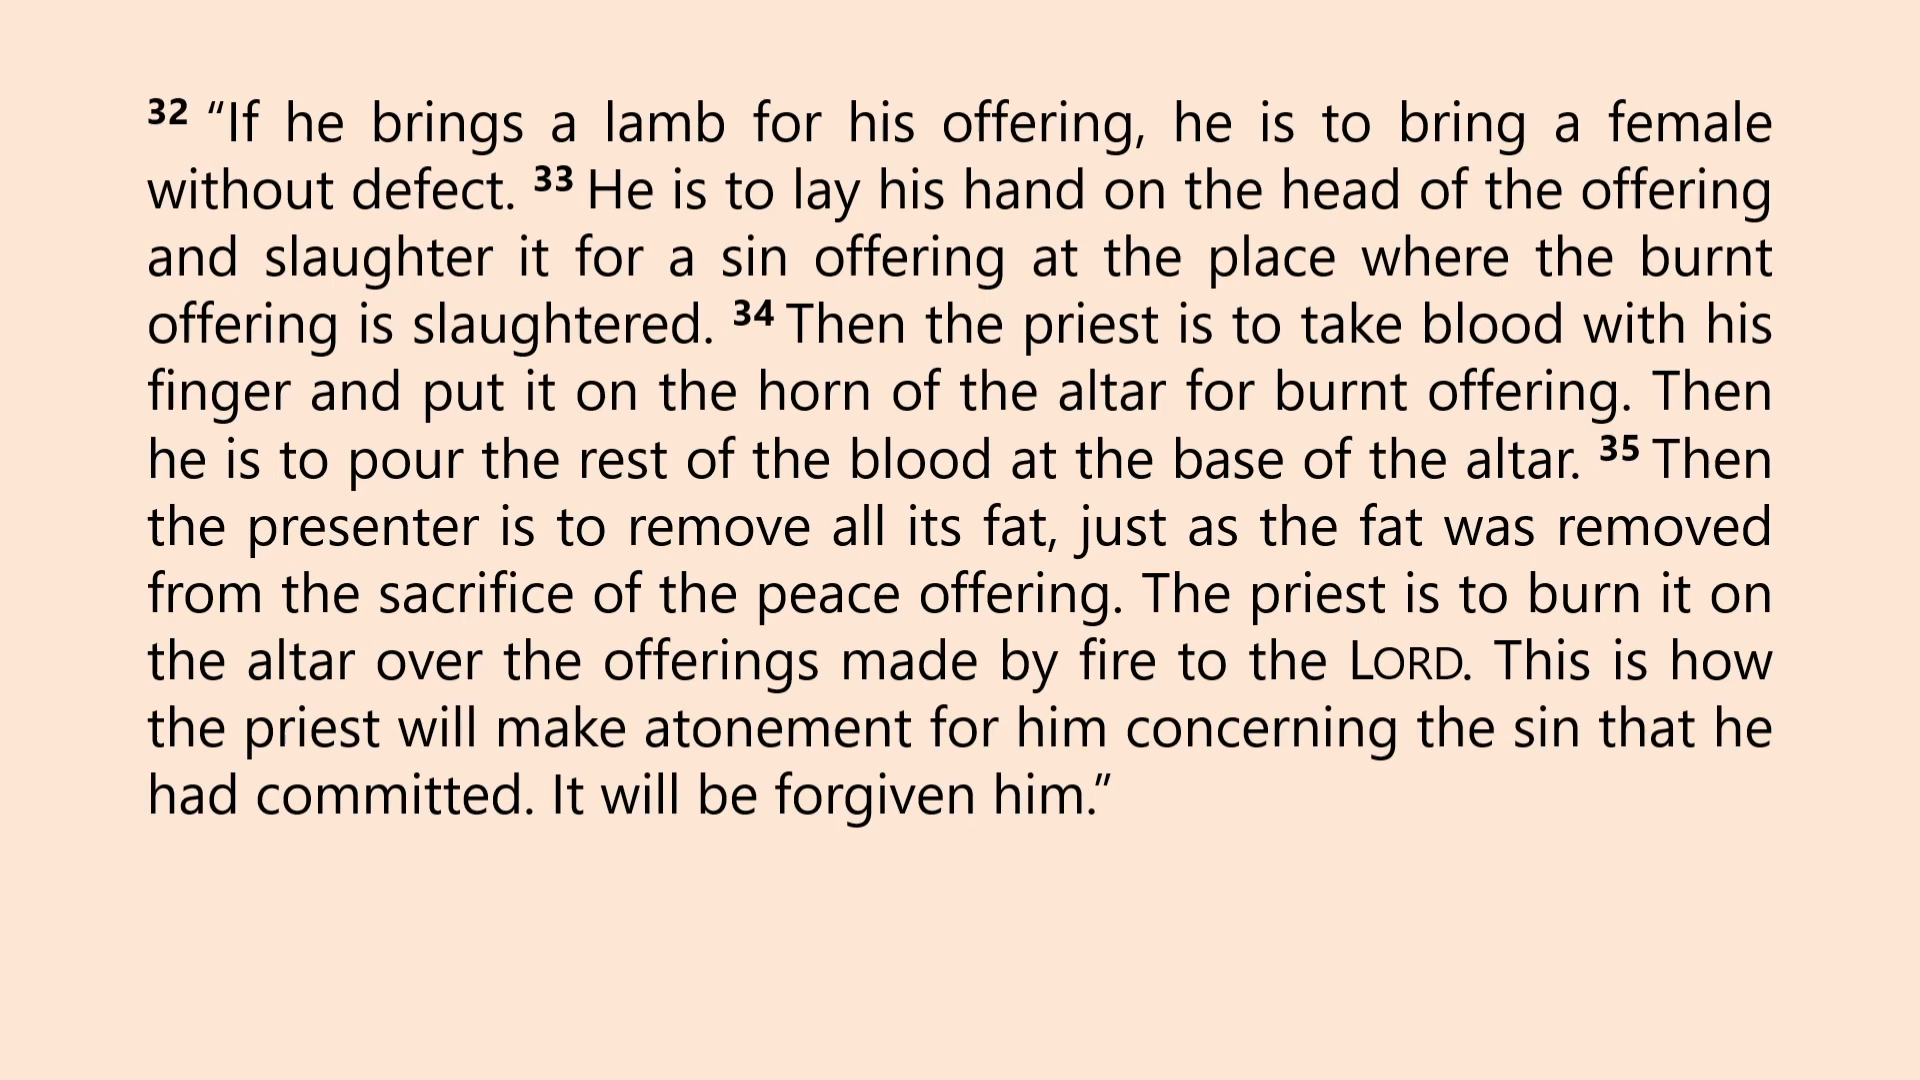 32 “If he brings a lamb for his offering, he is to bring a female
without defect. 33 He is to lay his hand on the head of the offering
and slaughter it for a sin offering at the place where the burnt
offering is slaughtered. 34 Then the priest is to take blood with his
finger and put it on the horn of the altar for burnt offering. Then
he is to pour the rest of the blood at the base of the altar. 35 Then
the presenter is to remove all its fat, just as the fat was removed
from the sacrifice of the peace offering. The priest is to burn it on
the altar over the offerings made by fire to the LORD. This is how
the priest will make atonement for him concerning the sin that he
had committed. It will be forgiven him.”